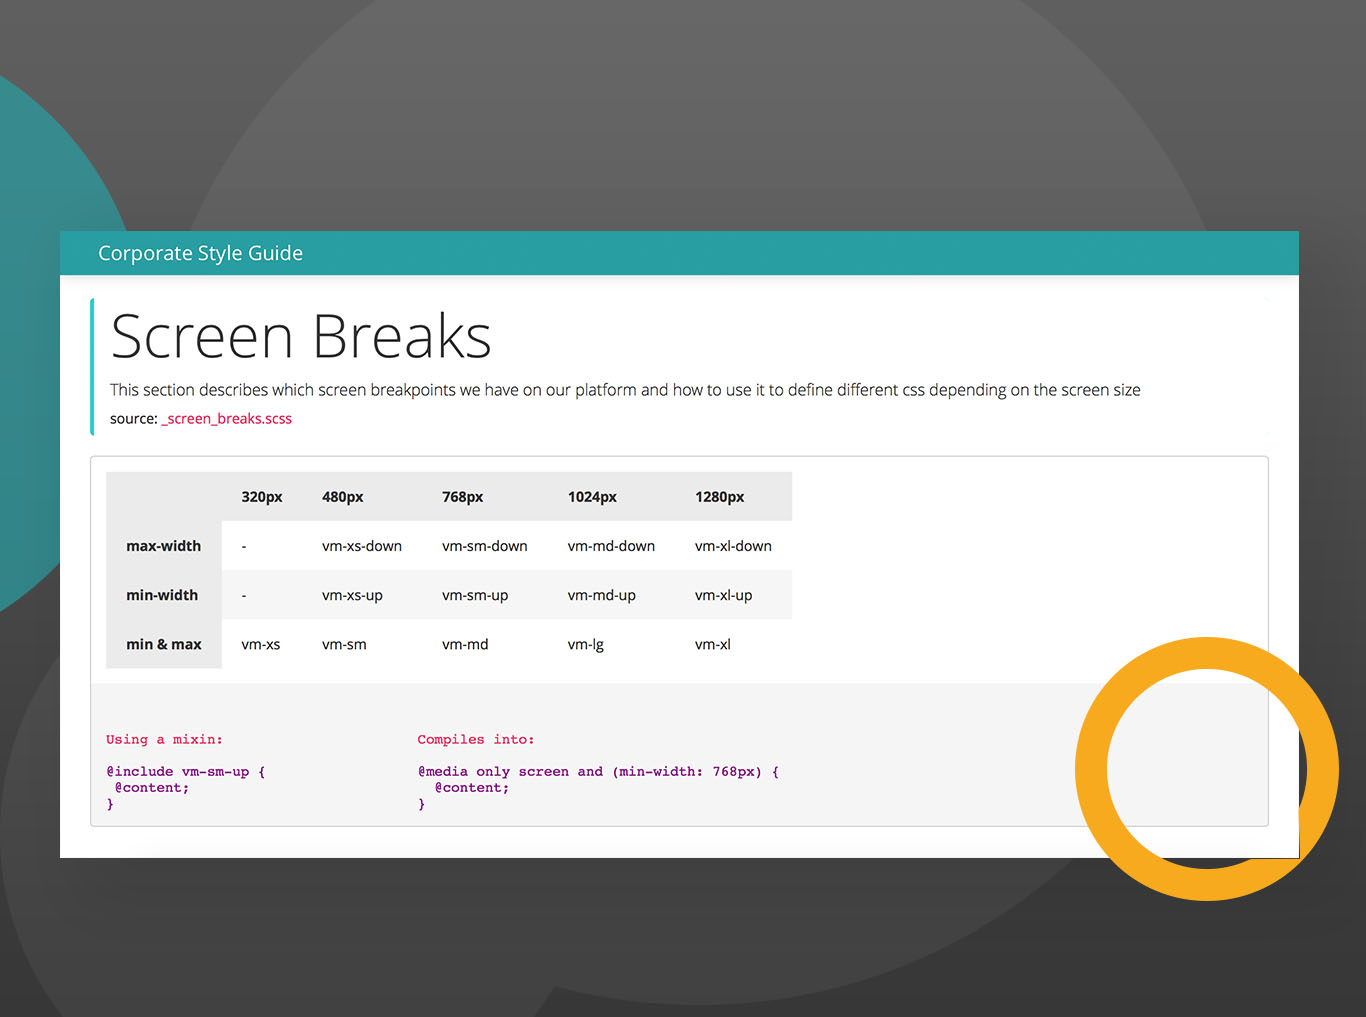 Corporate Style Guide
Screen Breaks
This section describes which screen breakpoints we have on our platform and how to use it to define different css depending on the screen size
source: _screen_breaks.scss
320px 480px 768px 1024px 1280px
max-width - vm-xs-down vm-sm-down vm-md-down vm-xl-down
min-width - vm-xs-up vm-sm-up vm-md-up vm-xl-up
min & max vm-xs vm-sm vm-md vm-lg vm-xl
Using a mixin:
@include vm-sm-up {
@content;
}
Compiles into:
@media only screen and (min-width: 768px) {
@content;
}